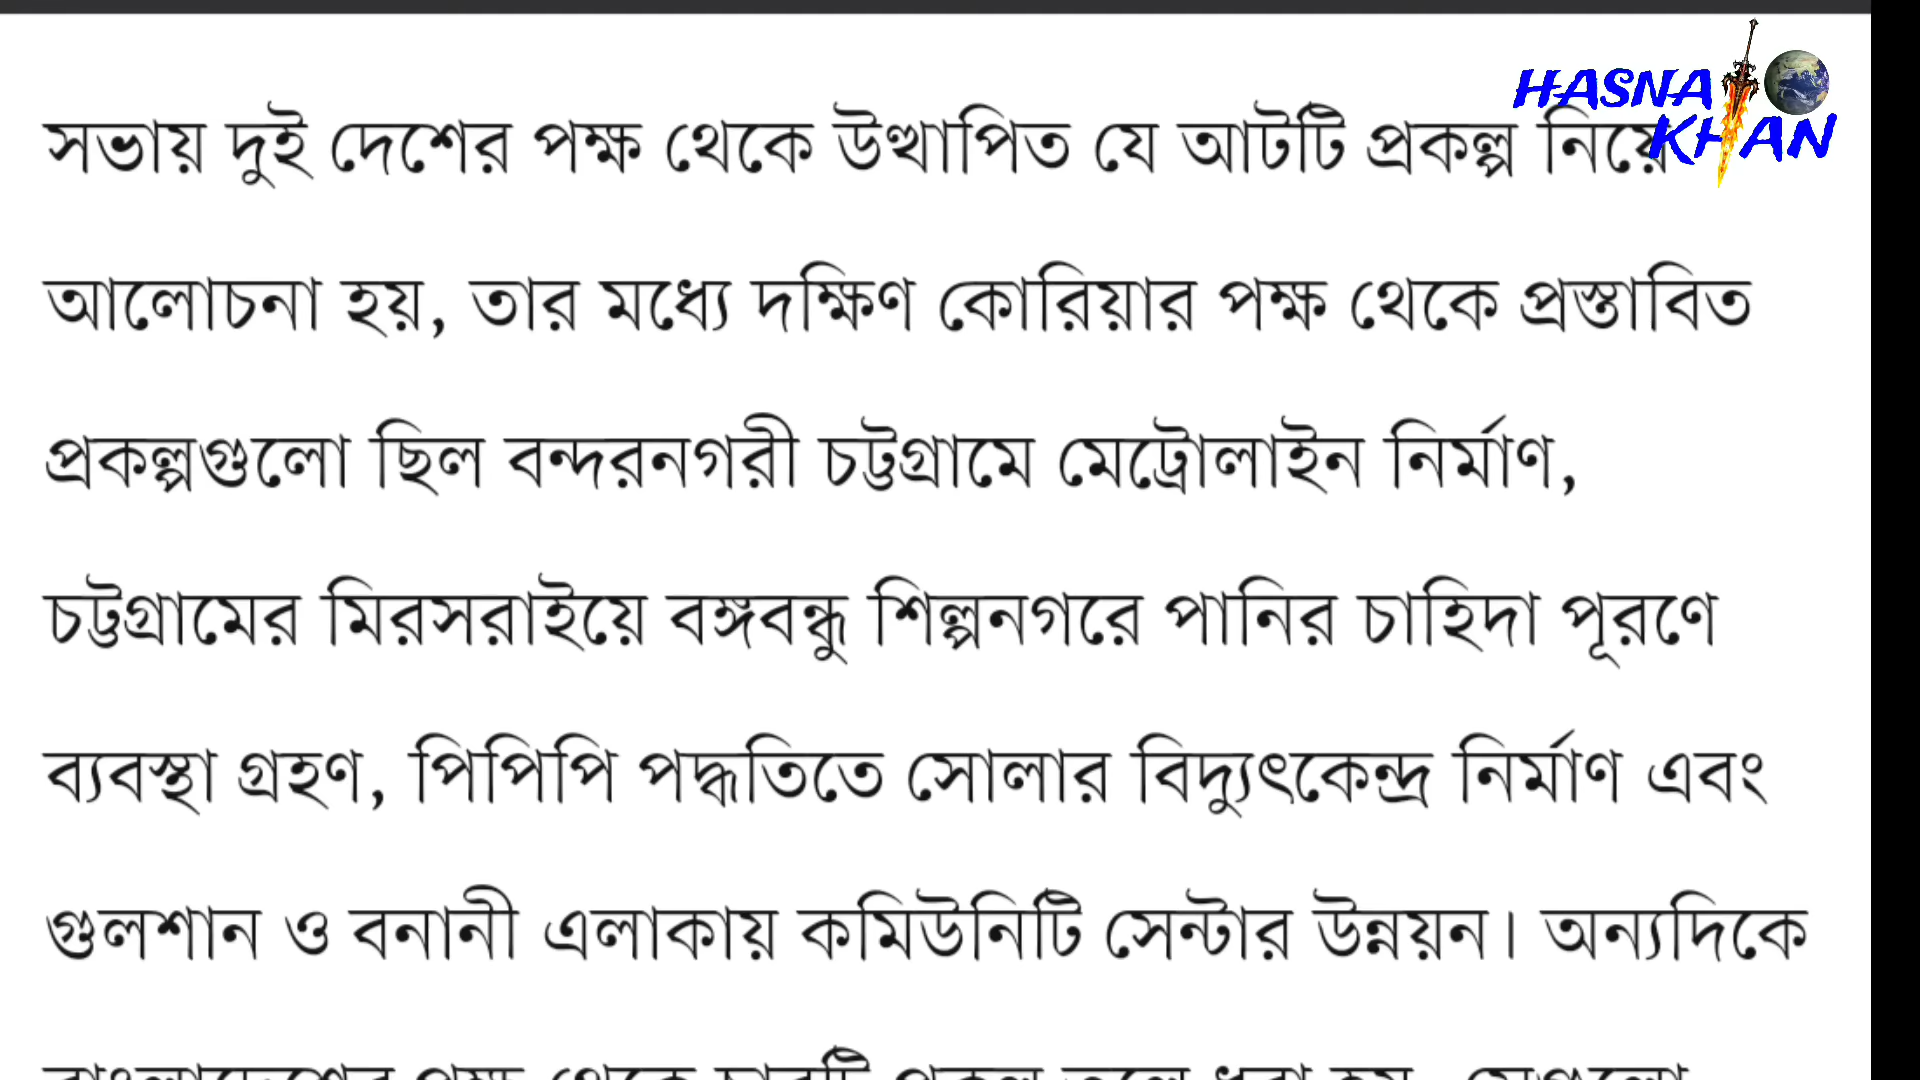 HASNA
KHAN
সভায় দুই দেশের পক্ষ থেকে উত্থাপিত যে আটটি প্রকল্প নিয়ে
আলোচনা হয়, তার মধ্যে দক্ষিণ কোরিয়ার পক্ষ থেকে প্রস্তাবিত
প্রকল্পগুলো ছিল বন্দরনগরী চট্টগ্রামে মেট্রোলাইন নির্মাণ,
চট্টগ্রামের মিরসরাইয়ে বঙ্গবন্ধু শিল্পনগরে পানির চাহিদা পূরণে
ব্যবস্থা গ্রহণ, পিপিপি পদ্ধতিতে সোলার বিদ্যুৎকেন্দ্র নির্মাণ এবং
গুলশান ও বনানী এলাকায় কমিউনিটি সেন্টার উন্নয়ন। অন্যদিকে